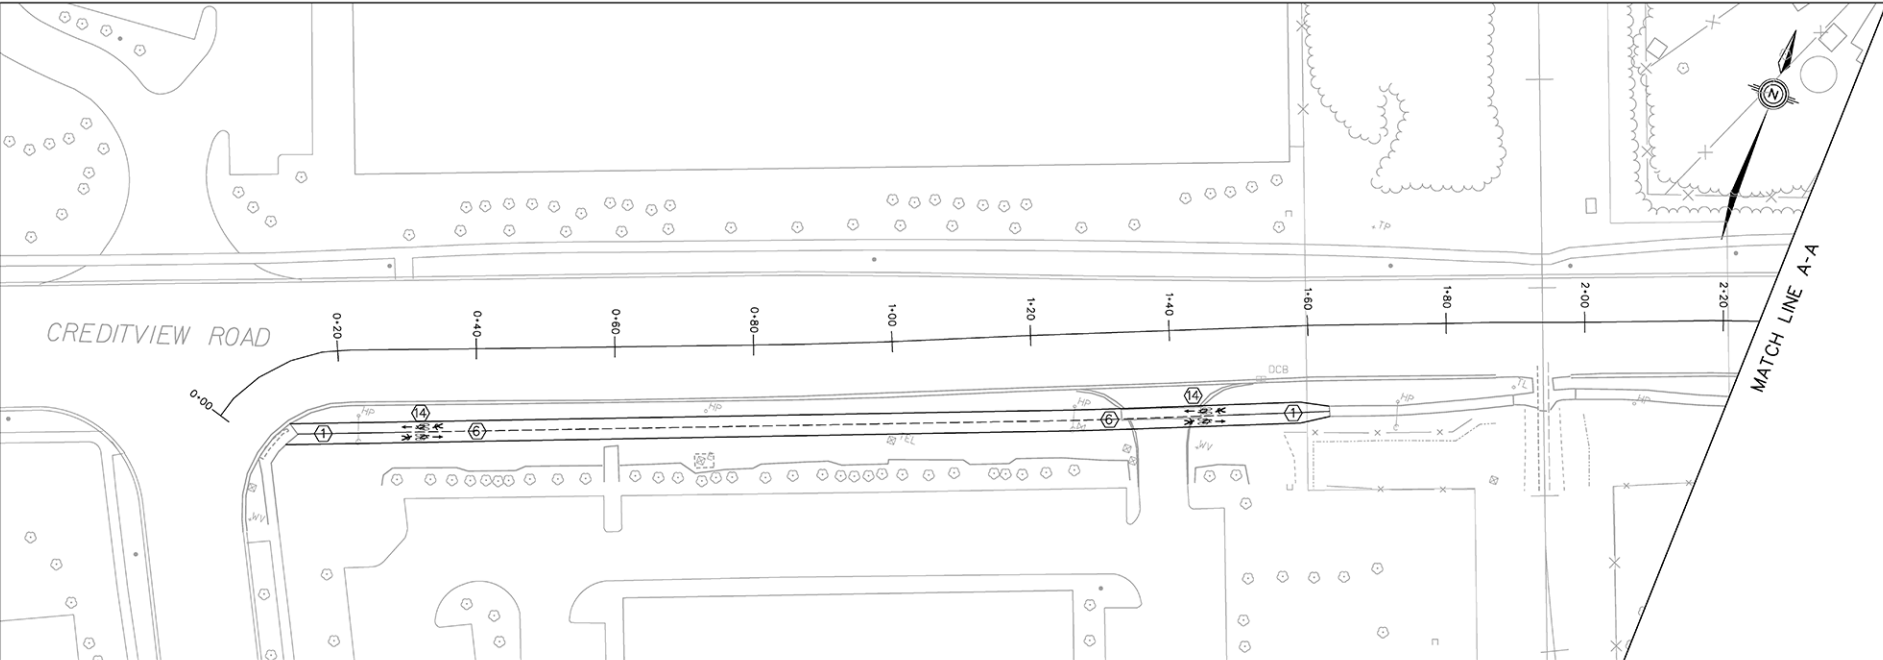 N
TP
0+20
0+40
0+60
0+80
1+00
1+20
1+40
1+60
1+80
2+00
2+20
MATCH LINE A-A
CREDITVIEW ROAD
0+00
DCB
TL
HP
14
HP
HP
14
HP
HP
1
6
6
1
EL
WV
G
WV